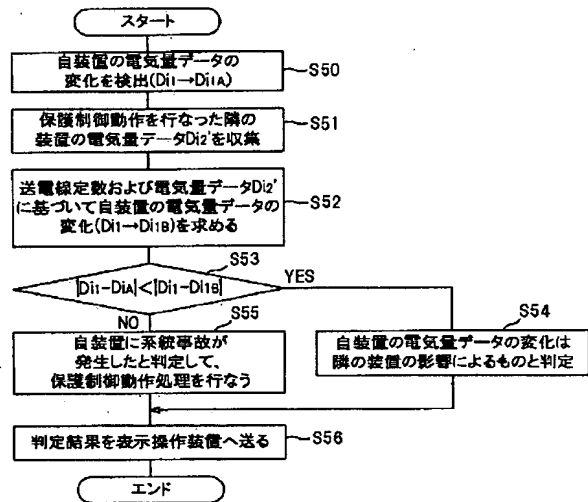 スタート
自装置の電気量データの
変化を検出(Di1→Di1A)
S50
保護制御動作を行なった隣の
装置の電気量データDi2'を収集
S51
送電線定数および電気量データDi2'
に基づいて自装置の電気量データの
変化(Di1→Di1B)を求める
S52
S53
|Di1-DiA|<|Di1-Di1B|
YES
NO
S55
自装置に系統事故が
発生したと判定して、
保護制御動作処理を行なう
S54
自装置の電気量データの変化は
隣の装置の影響によるものと判定
判定結果を表示操作装置へ送る
S56
エンド